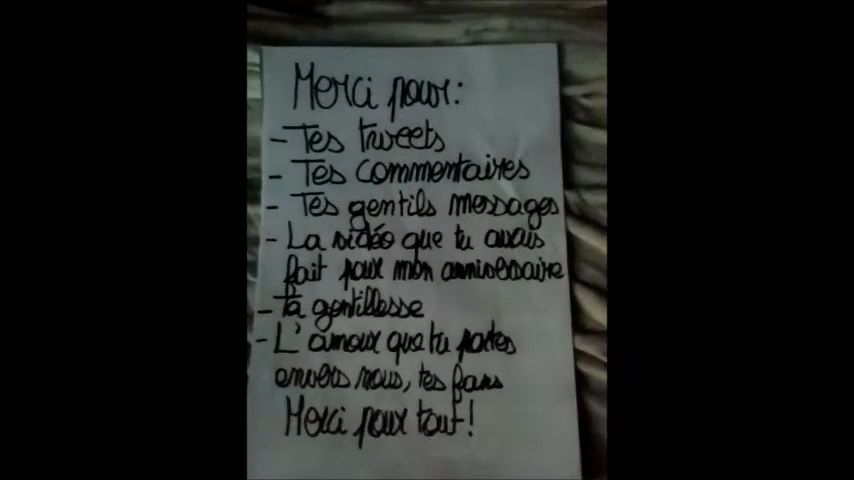 Merci pour:
- Tes tweets
- Tes commentaires
- Tes gentils messages
- La vidéo que tu avais
fait pour mon anniversaire
- Ta gentillesse
- L'amour que tu portes
envers nous, tes fans
Merci pour tout!